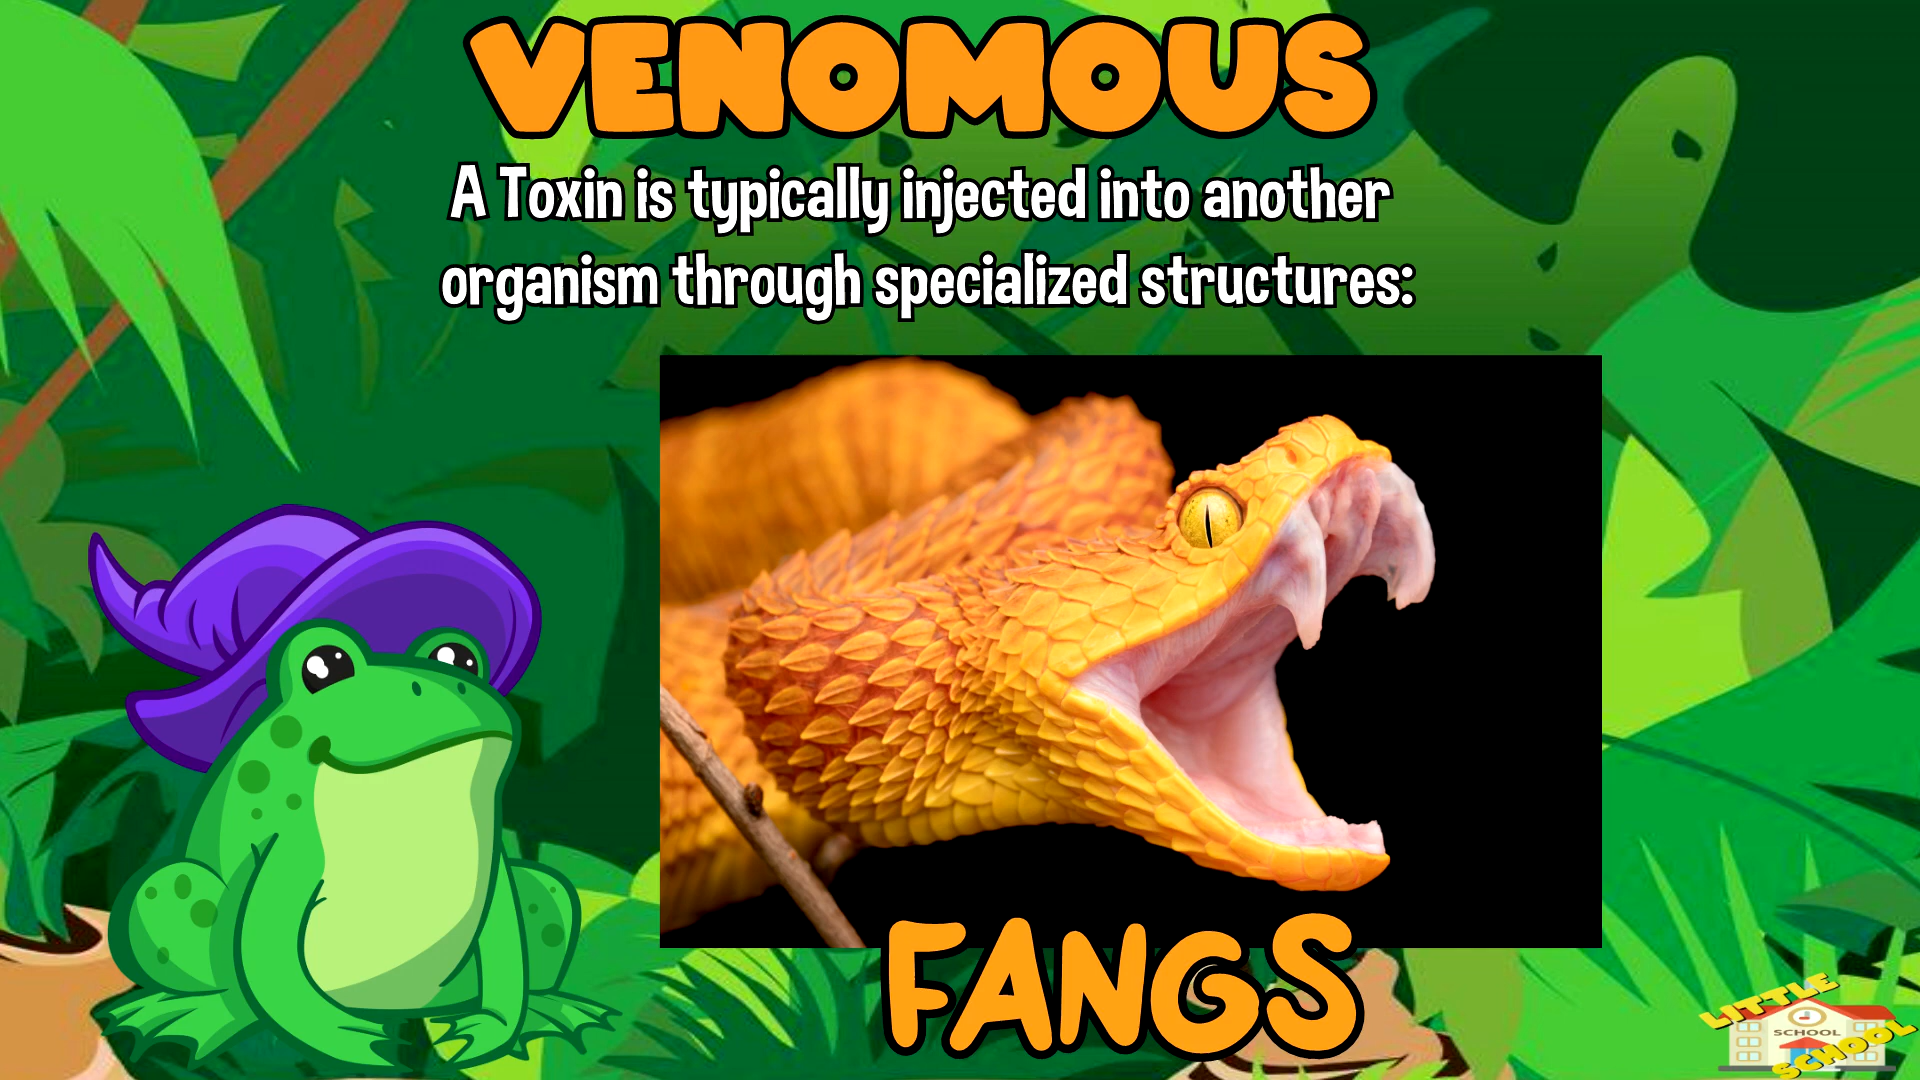 VENOMOUS
A Toxin is typically injected into another
organism through specialized structures:
FANGS
LITTLE
SCHOOL
SCHOOL